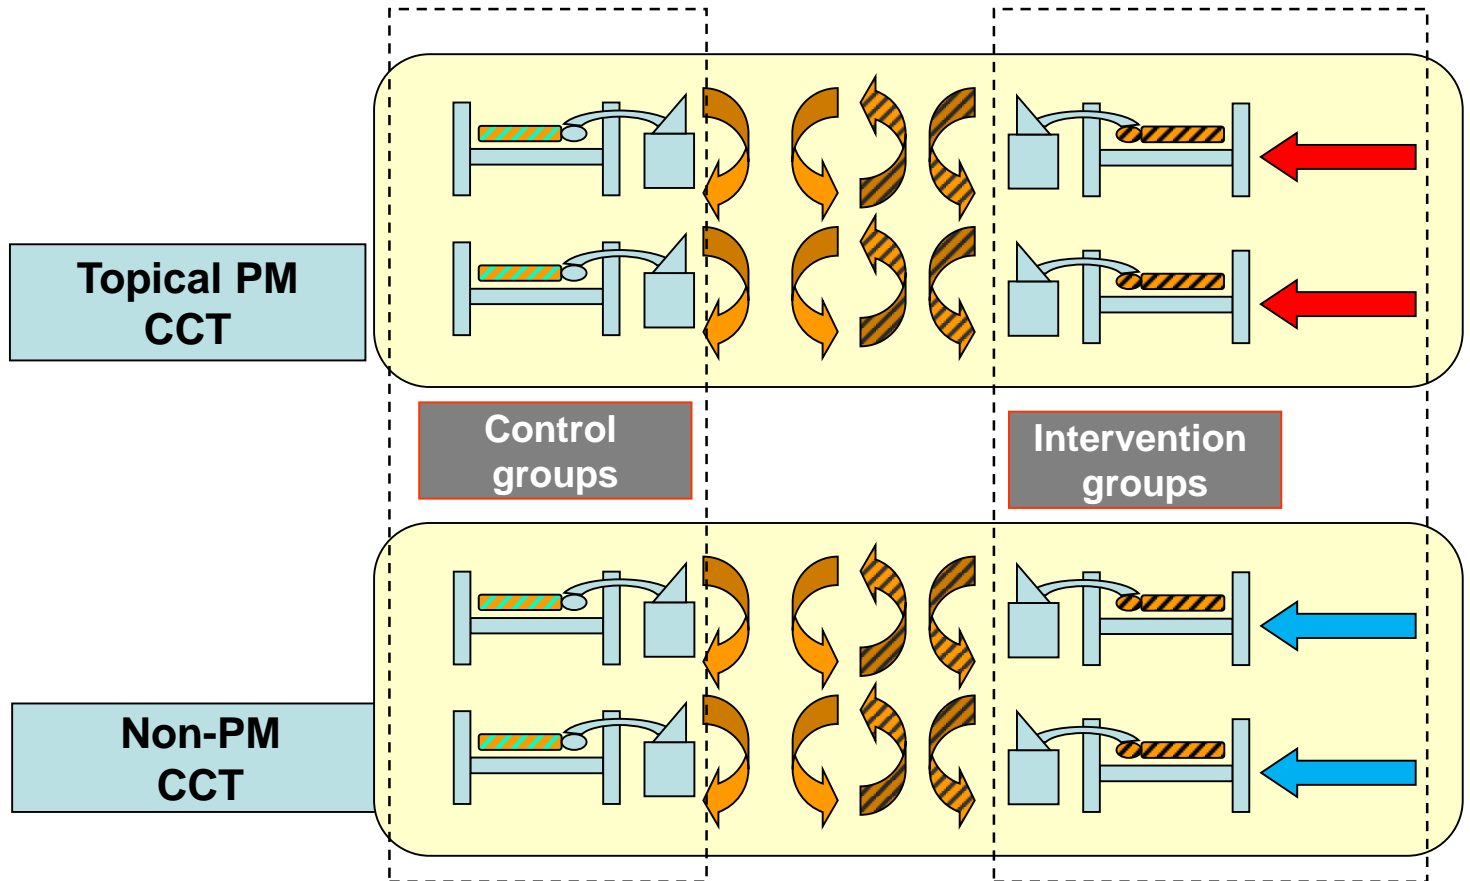 Topical PM
CCT
Control
groups
Intervention
groups
Non-PM
CCT